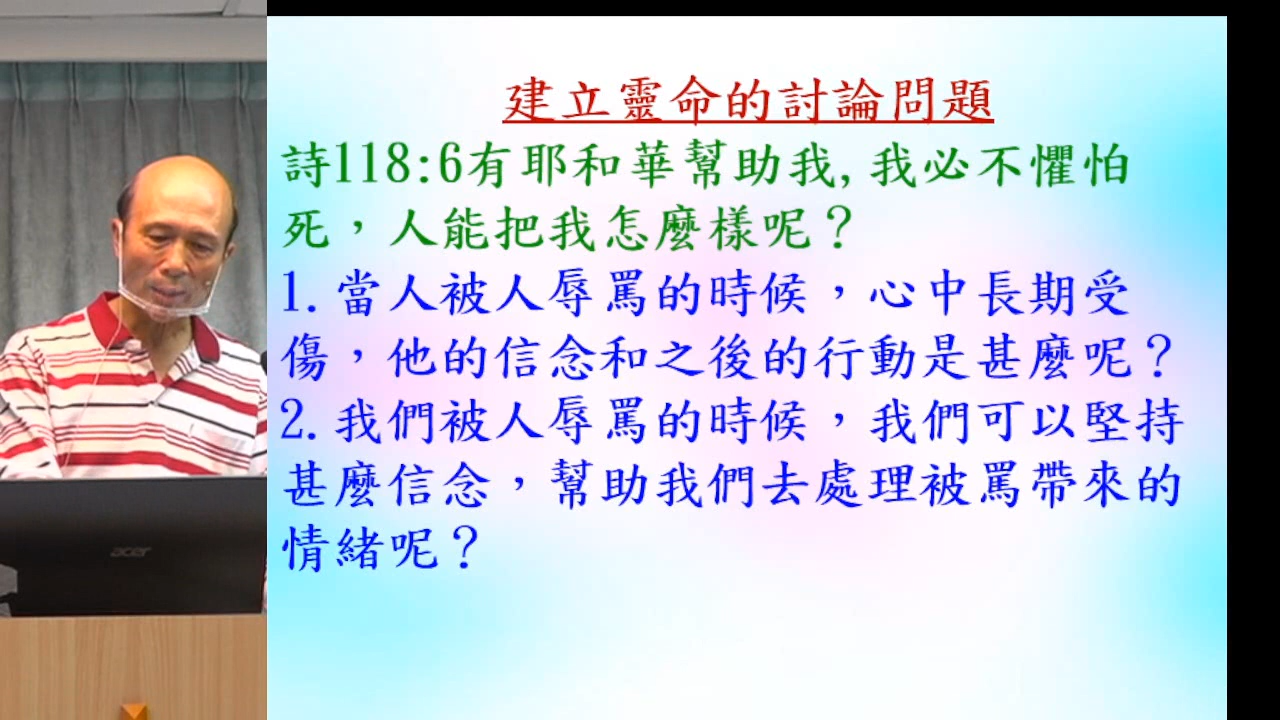 建立靈命的討論問題
詩118:6有耶和華幫助我,我必不懼怕
死，人能把我怎麼樣呢？
1.當人被人辱罵的時候，心中長期受
傷，他的信念和之後的行動是甚麼呢？
2.我們被人辱罵的時候，我們可以堅持
甚麼信念，幫助我們去處理被罵帶來的
情緒呢？
acer